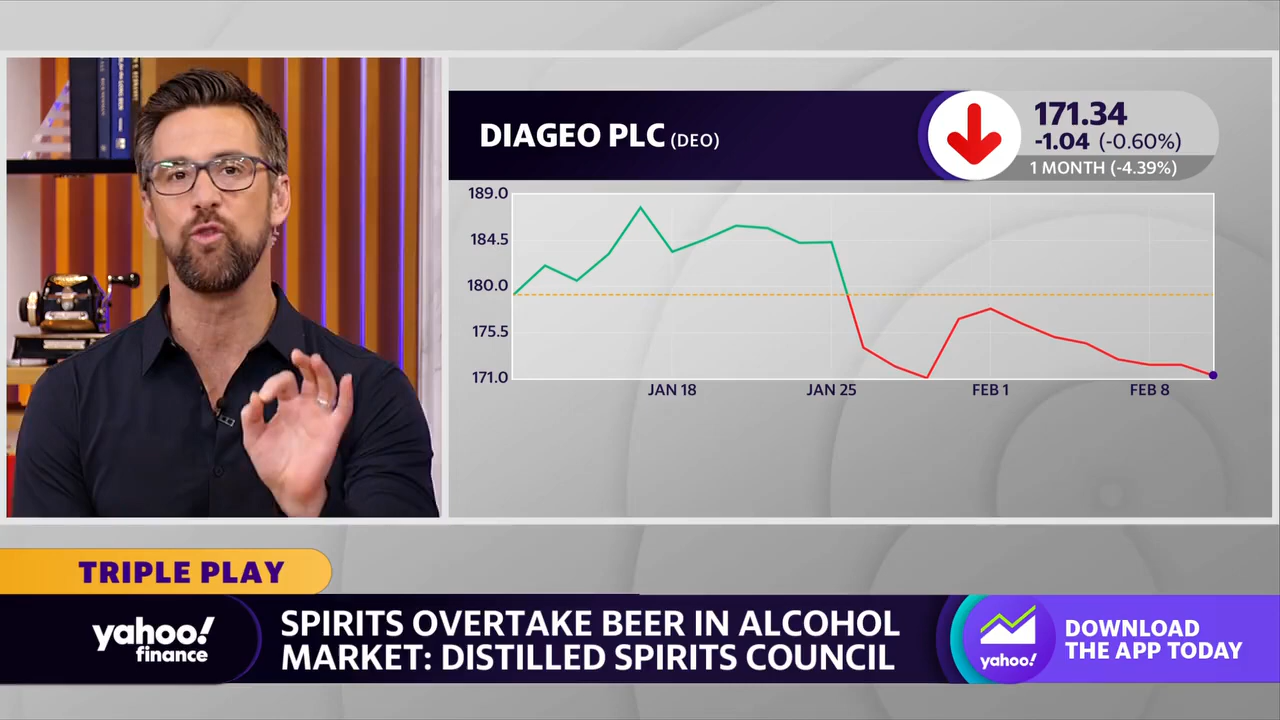 DIAGEO PLC (DEO)
171.34
-1.04 (-0.60%)
1 MONTH (-4.39%)
189.0
184.5
180.0
175.5
171.0
JAN 18
JAN 25
FEB 1
FEB 8
TRIPLE PLAY
yahoo!
finance
SPIRITS OVERTAKE BEER IN ALCOHOL
MARKET: DISTILLED SPIRITS COUNCIL
yahoo!
DOWNLOAD
THE APP TODAY